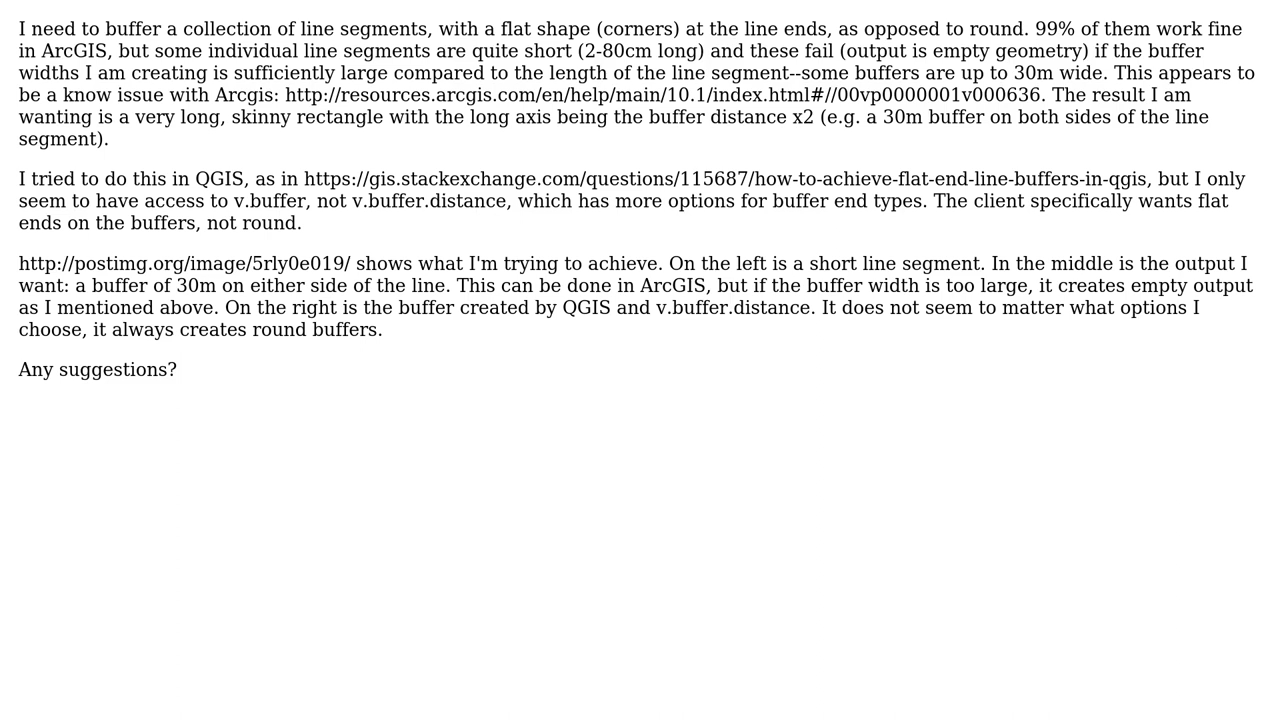 I need to buffer a collection of line segments, with a flat shape (corners) at the line ends, as opposed to round. 99% of them work fine
in ArcGIS, but some individual line segments are quite short (2-80cm long) and these fail (output is empty geometry) if the buffer
widths I am creating is sufficiently large compared to the length of the line segment--some buffers are up to 30m wide. This appears to
be a know issue with Arcgis: http://resources.arcgis.com/en/help/main/10.1/index.html#//00vp0000001v000636. The result I am
wanting is a very long, skinny rectangle with the long axis being the buffer distance x2 (e.g. a 30m buffer on both sides of the line
segment).
I tried to do this in QGIS, as in https://gis.stackexchange.com/questions/115687/how-to-achieve-flat-end-line-buffers-in-qgis, but I only
seem to have access to v.buffer, not v.buffer.distance, which has more options for buffer end types. The client specifically wants flat
ends on the buffers, not round.
http://postimg.org/image/5rly0e019/ shows what I'm trying to achieve. On the left is a short line segment. In the middle is the output I
want: a buffer of 30m on either side of the line. This can be done in ArcGIS, but if the buffer width is too large, it creates empty output
as I mentioned above. On the right is the buffer created by QGIS and v.buffer.distance. It does not seem to matter what options I
choose, it always creates round buffers.
Any suggestions?